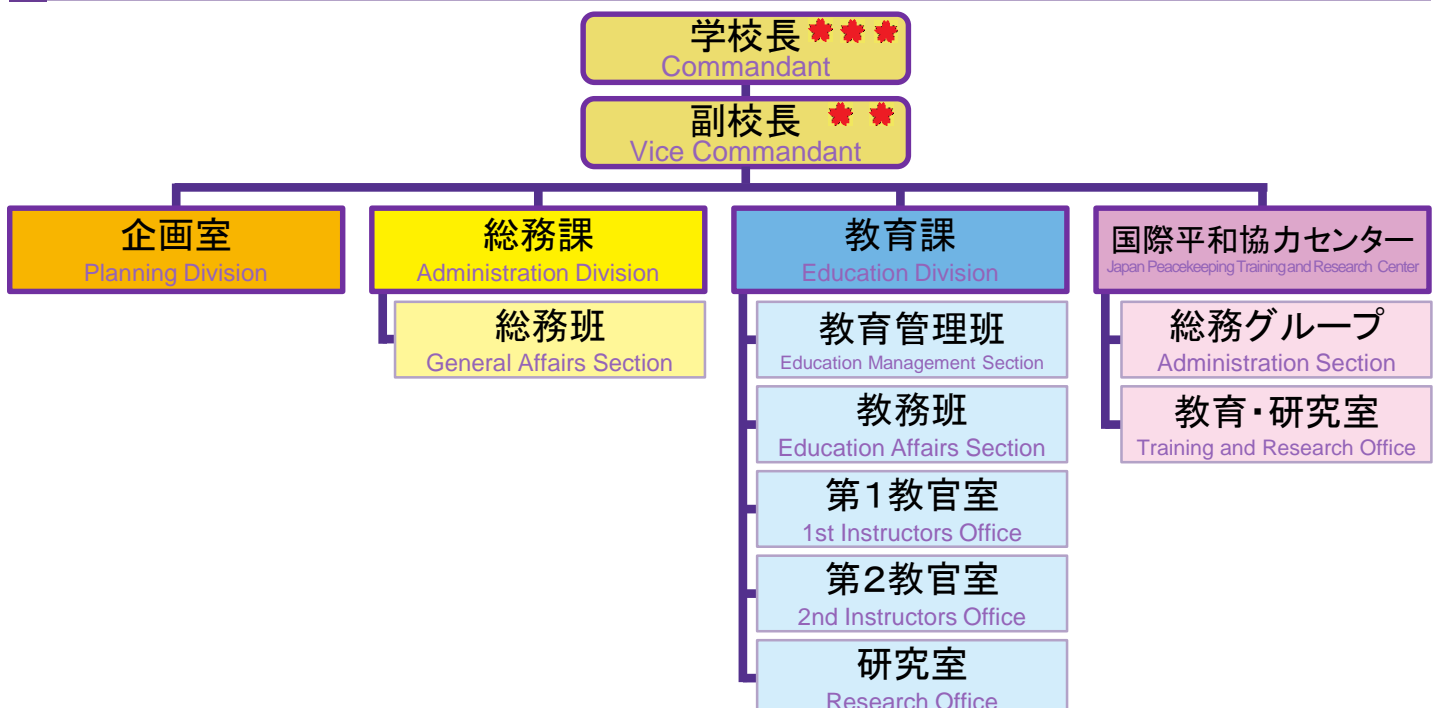 学校長
Commandant
副校長
Vice Commandant
企画室
Planning Division
総務課
Administration Division
総務班
General Affairs Section
教育課
Education Division
教育管理班
Education Management Section
教務班
Education Affairs Section
第1教官室
1st Instructors Office
第2教官室
2nd Instructors Office
研究室
Research Office
国際平和協力センター
Japan Peacekeeping Training and Research Center
総務グループ
Administration Section
教育・研究室
Training and Research Office